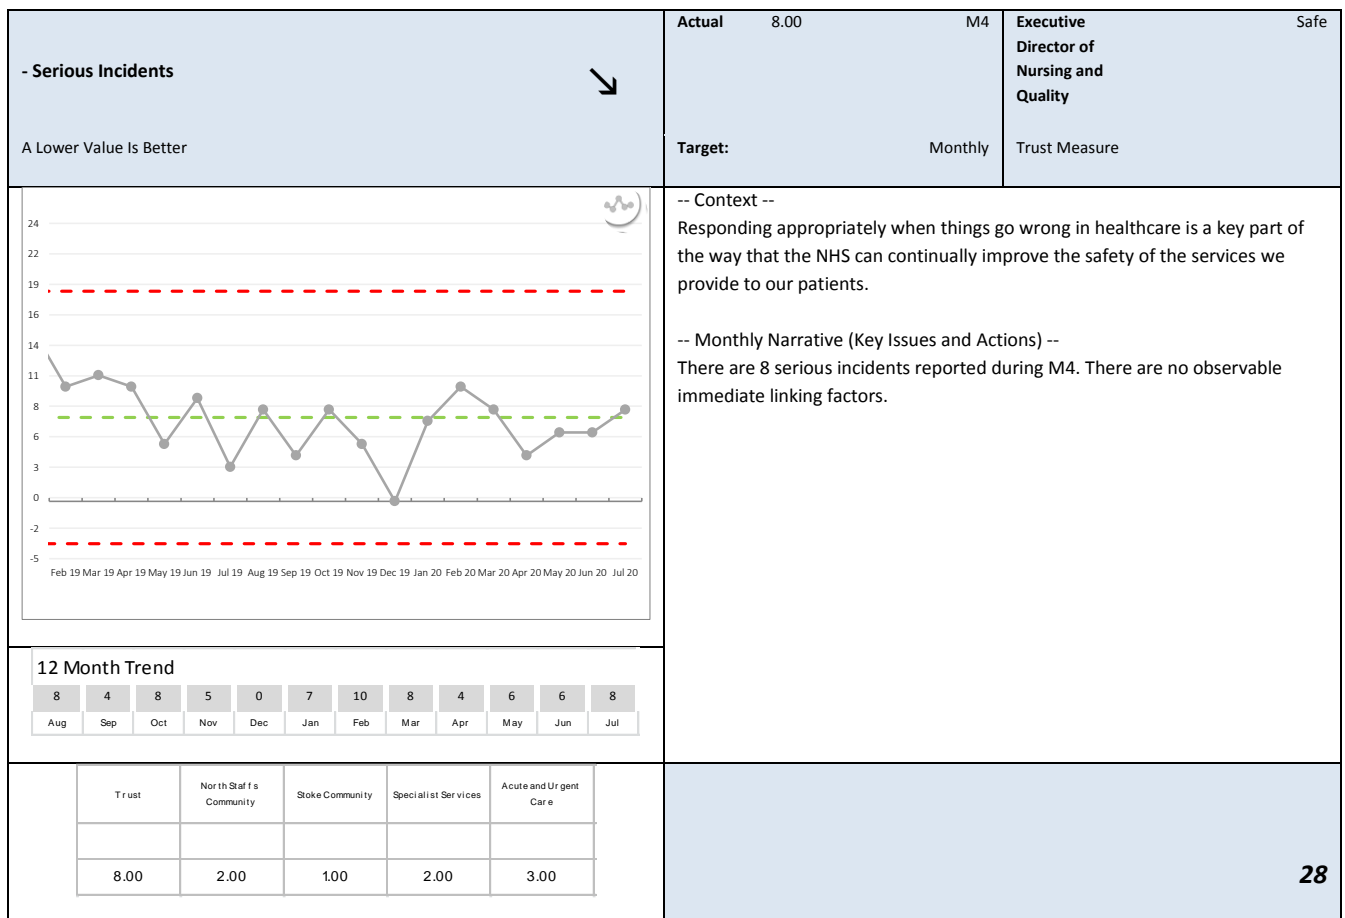 - Serious Incidents
A Lower Value Is Better
Actual 8.00 M4
Target: Monthly
Executive Safe
Director of
Nursing and
Quality
Trust Measure
24
22
19
16
14
11
8
6
3
0
-2
-5
Feb 19 Mar 19 Apr 19 May 19 Jun 19 Jul 19 Aug 19 Sep 19 Oct 19 Nov 19 Dec 19 Jan 20 Feb 20 Mar 20 Apr 20 May 20 Jun 20 Jul 20
-- Context --
Responding appropriately when things go wrong in healthcare is a key part of
the way that the NHS can continually improve the safety of the services we
provide to our patients.
-- Monthly Narrative (Key Issues and Actions) --
There are 8 serious incidents reported during M4. There are no observable
immediate linking factors.
12 Month Trend
8 4 8 5 0 7 10 8 4 6 6 8
Aug Sep Oct Nov Dec Jan Feb Mar Apr May Jun Jul
Trust North Staffs Community Stoke Community Specialist Services Acute and Urgent Care
8.00 2.00 1.00 2.00 3.00
28